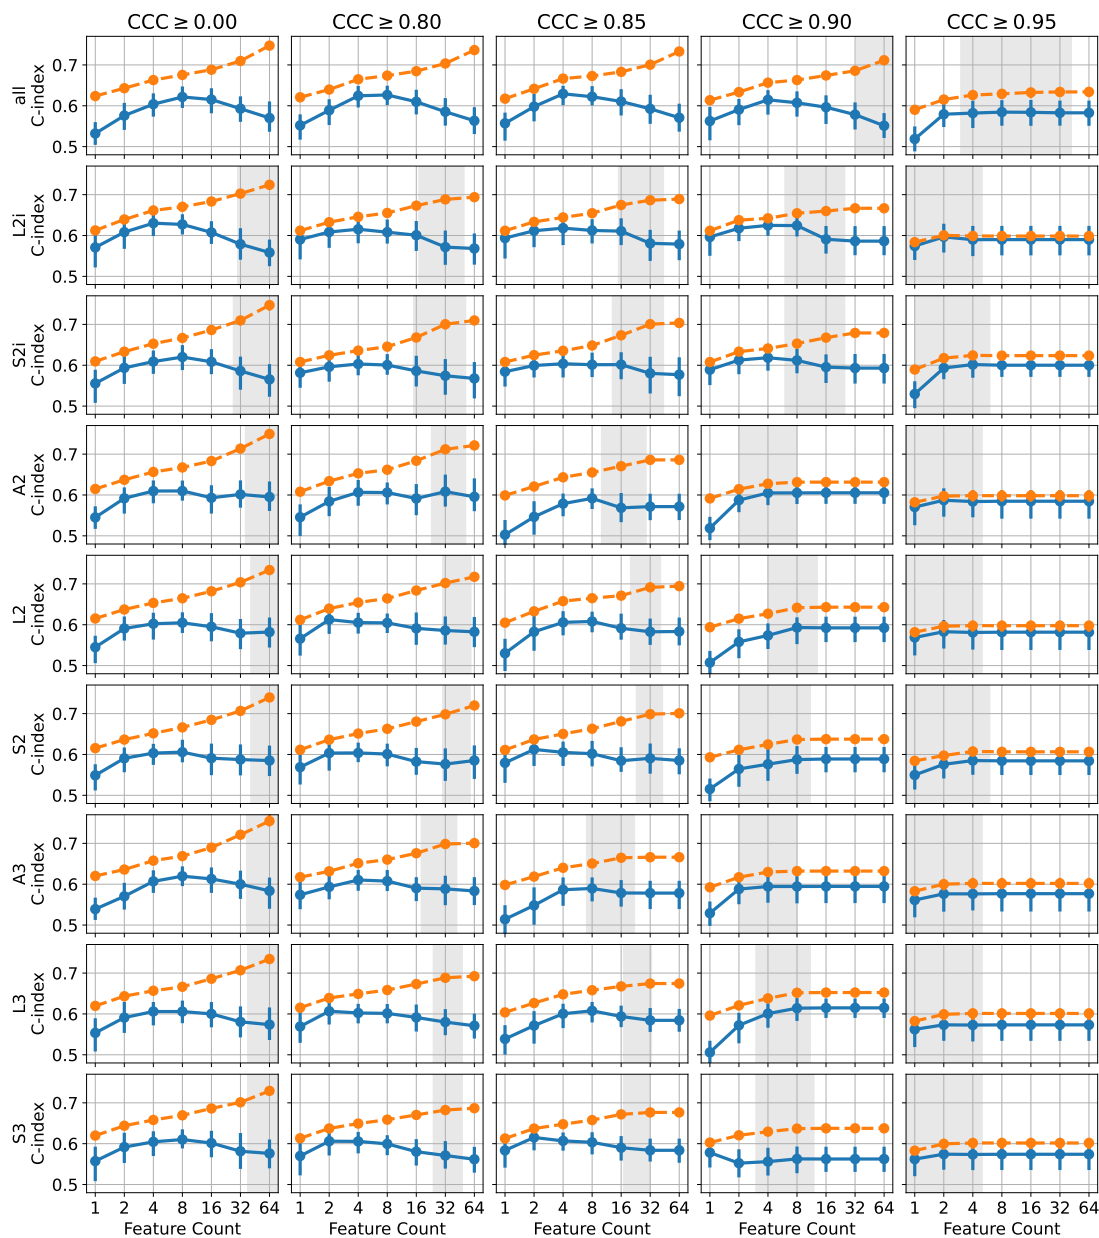 CCC ≥ 0.00 CCC ≥ 0.80 CCC ≥ 0.85 CCC ≥ 0.90 CCC ≥ 0.95
all
C-index
0.7
0.6
0.5
L2i
C-index
0.7
0.6
0.5
S2i
C-index
0.7
0.6
0.5
A2
C-index
0.7
0.6
0.5
L2
C-index
0.7
0.6
0.5
S2
C-index
0.7
0.6
0.5
A3
C-index
0.7
0.6
0.5
L3
C-index
0.7
0.6
0.5
S3
C-index
0.7
0.6
0.5
1 2 4 8 16 32 64 1 2 4 8 16 32 64 1 2 4 8 16 32 64 1 2 4 8 16 32 64 1 2 4 8 16 32 64
Feature Count Feature Count Feature Count Feature Count Feature Count